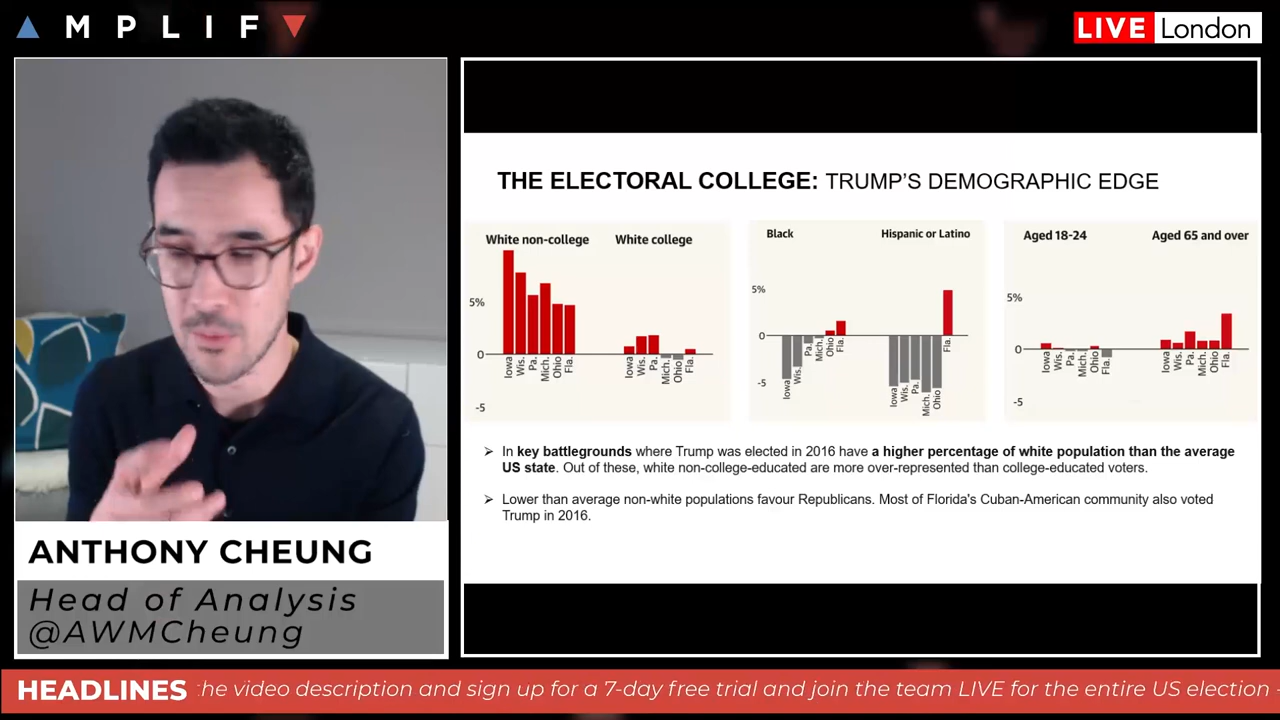 MPLIF
LIVE London
THE ELECTORAL COLLEGE: TRUMP'S DEMOGRAPHIC EDGE
White non-college White college
5%
0
-5
Iowa Wis. Pa. Mich. Ohio Fla.
Iowa Wis. Pa. Mich. Ohio Fla.
Black Hispanic or Latino
5%
0
-5
Iowa Wis. Pa. Mich. Ohio Fla.
Iowa Wis. Pa. Mich. Ohio Fla.
Aged 18-24 Aged 65 and over
5%
0
-5
Iowa Wis. Pa. Mich. Ohio Fla.
Iowa Wis. Pa. Mich. Ohio Fla.
In key battlegrounds where Trump was elected in 2016 have a higher percentage of white population than the average
US state. Out of these, white non-college-educated are more over-represented than college-educated voters.
Lower than average non-white populations favour Republicans. Most of Florida's Cuban-American community also voted
Trump in 2016.
ANTHONY CHEUNG
Head of Analysis
@AWMCheung
HEADLINES the video description and sign up for a 7-day free trial and join the team LIVE for the entire US election -